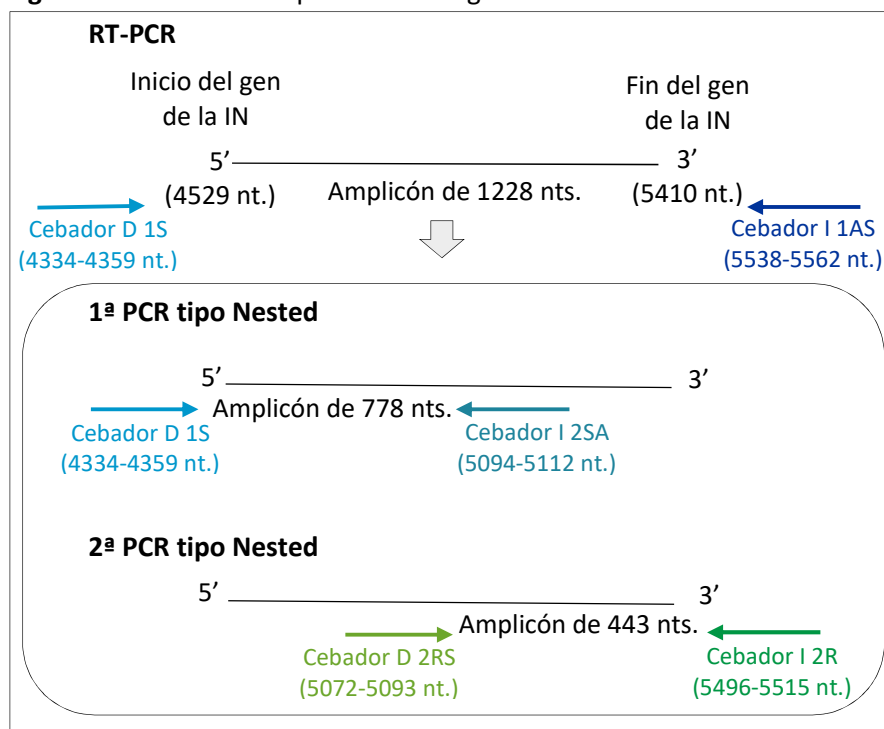 RT-PCR
Inicio del gen
de la IN
Fin del gen
de la IN
5’
3’
(4529 nt.)
Amplicón de 1228 nts.
(5410 nt.)
Cebador D 1S
(4334-4359 nt.)
Cebador I 1AS
(5538-5562 nt.)
1ª PCR tipo Nested
5’
3’
Amplicón de 778 nts.
Cebador D 1S
(4334-4359 nt.)
Cebador I 2SA
(5094-5112 nt.)
2ª PCR tipo Nested
5’
3’
Amplicón de 443 nts.
Cebador D 2RS
(5072-5093 nt.)
Cebador I 2R
(5496-5515 nt.)